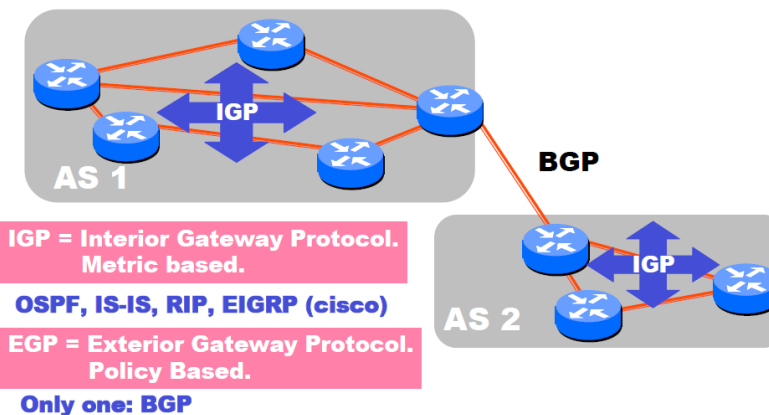 IGP
AS 1
BGP
IGP = Interior Gateway Protocol.
Metric based.
OSPF, IS-IS, RIP, EIGRP (cisco)
EGP = Exterior Gateway Protocol.
Policy Based.
Only one: BGP
IGP
AS 2